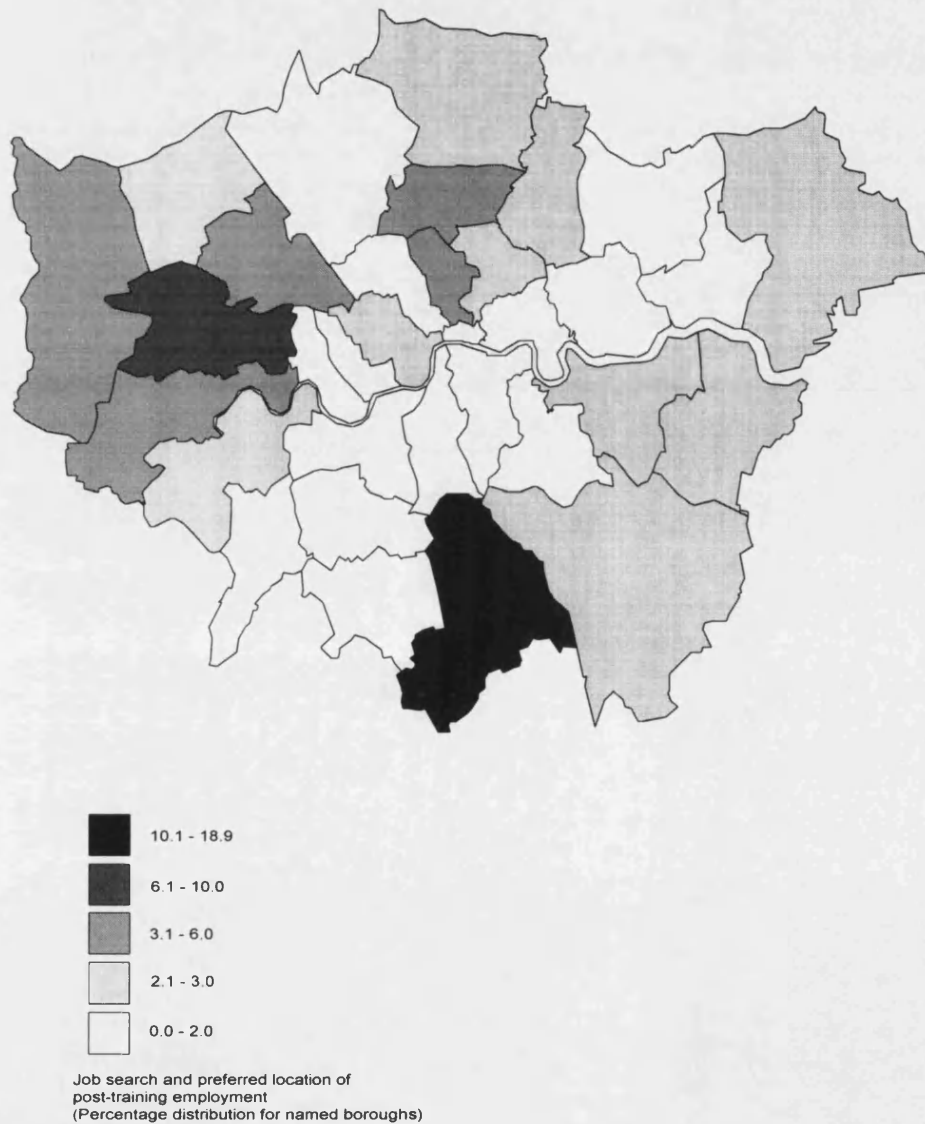 10.1 - 18.9
6.1 - 10.0
3.1 - 6.0
2.1 - 3.0
0.0 - 2.0
Job search and preferred location of
post-training employment
(Percentage distribution for named boroughs)